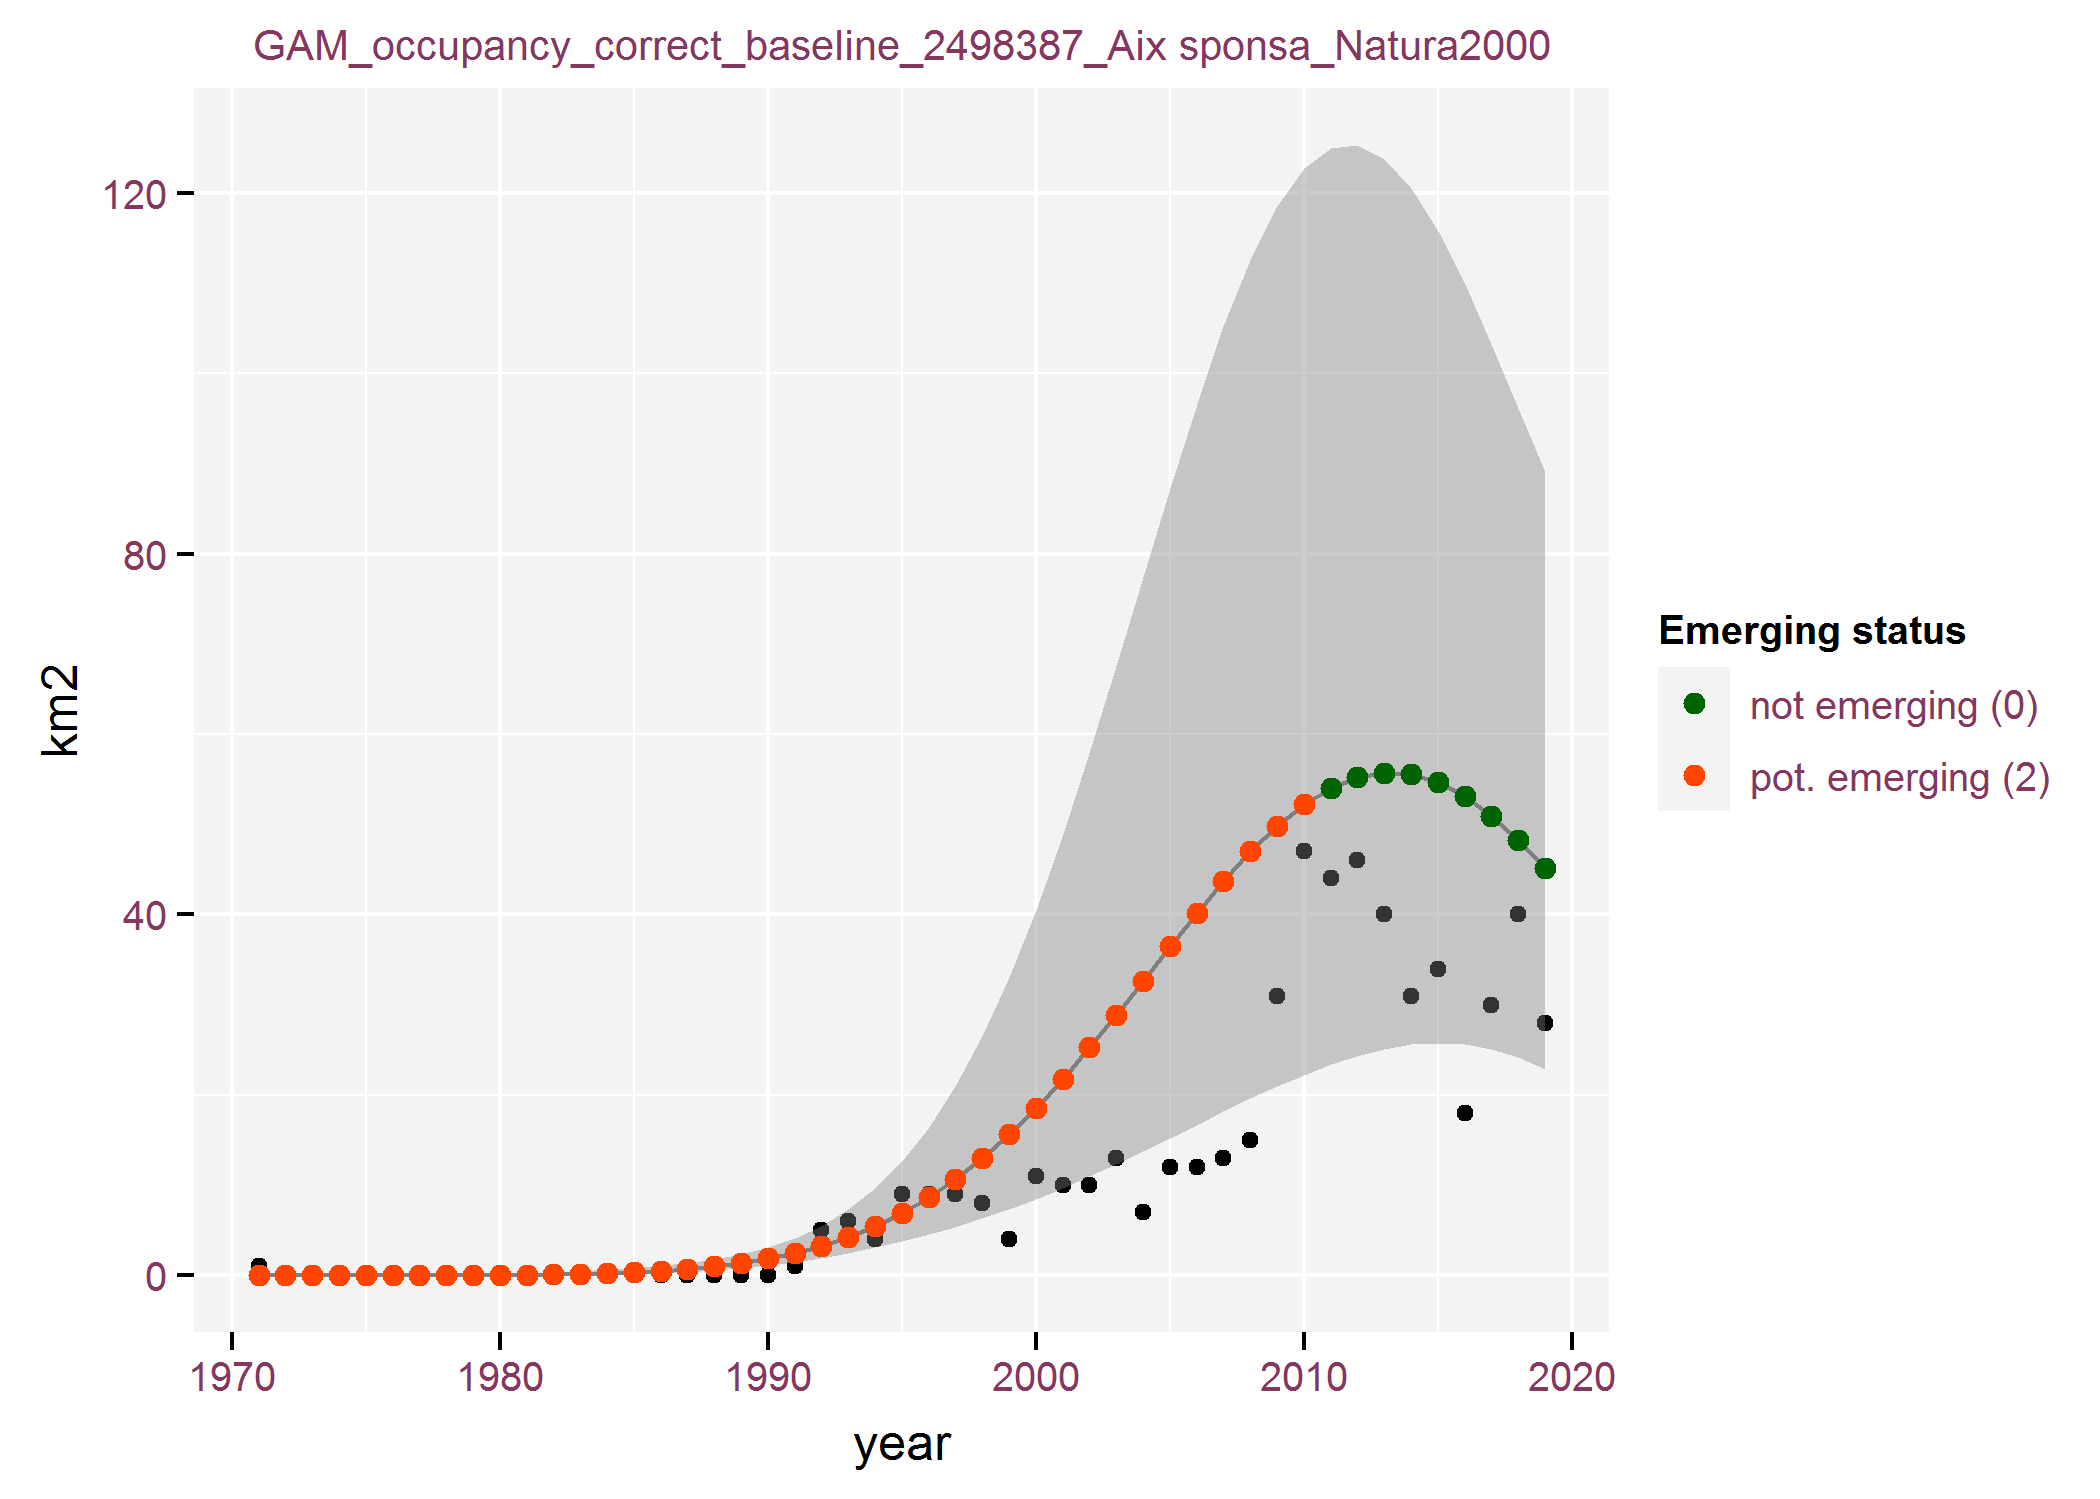 GAM_occupancy_correct_baseline_2498387_Aix sponsa_Natura2000
120
80
40
0
km2
1970 1980 1990 2000 2010 2020
year
Emerging status
not emerging (0)
pot. emerging (2)